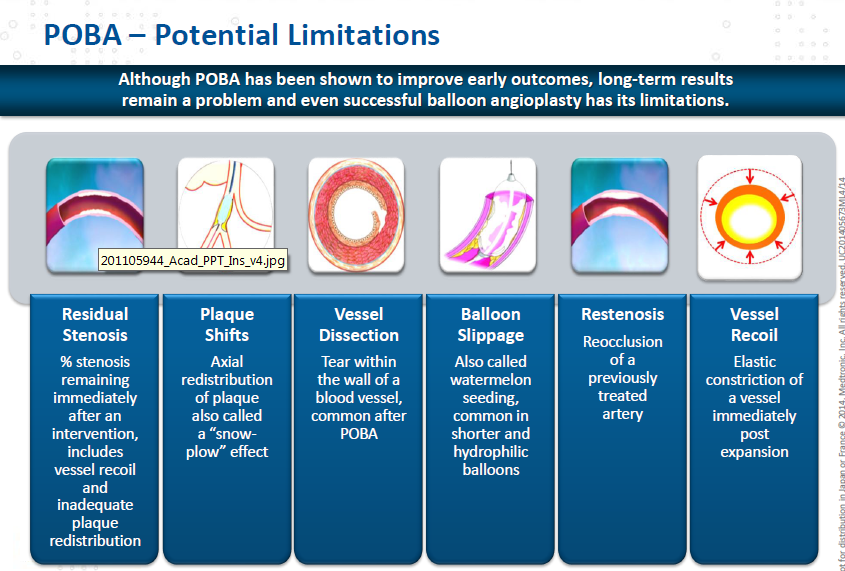 POBA – Potential Limitations
Although POBA has been shown to improve early outcomes, long-term results
remain a problem and even successful balloon angioplasty has its limitations.
201105944_Acad_PPT_Ins_v4.jpg
Residual
Stenosis
% stenosis
remaining
immediately
after an
intervention,
includes
vessel recoil
and
inadequate
plaque
redistribution
Plaque
Shifts
Axial
redistribution
of plaque
also called
a “snow-
plow” effect
Vessel
Dissection
Tear within
the wall of a
blood vessel,
common after
POBA
Balloon
Slippage
Also called
watermelon
seeding,
common in
shorter and
hydrophilic
balloons
Restenosis
Reocclusion
of a
previously
treated
artery
Vessel
Recoil
Elastic
constriction of
a vessel
immediately
post
expansion
for distribution in Japan or France © 2014. Medtronic, Inc. All rights reserved. UC201405673ML4/14